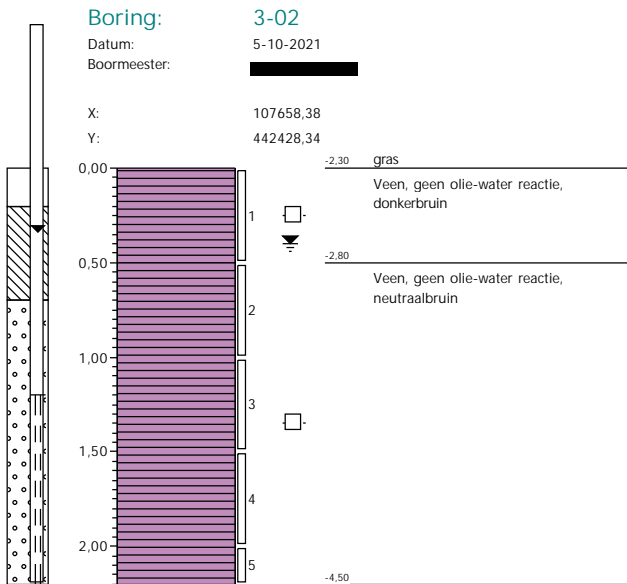 Boring: 3-02
Datum: 5-10-2021
Boormeester:
X: 107658,38
Y: 442428,34
-2,30 gras
0,00
Veen, geen olie-water reactie,
donkerbruin
1
-2,80
0,50
Veen, geen olie-water reactie,
neutraalbruin
2
1,00
3
1,50
4
2,00
5
-4,50